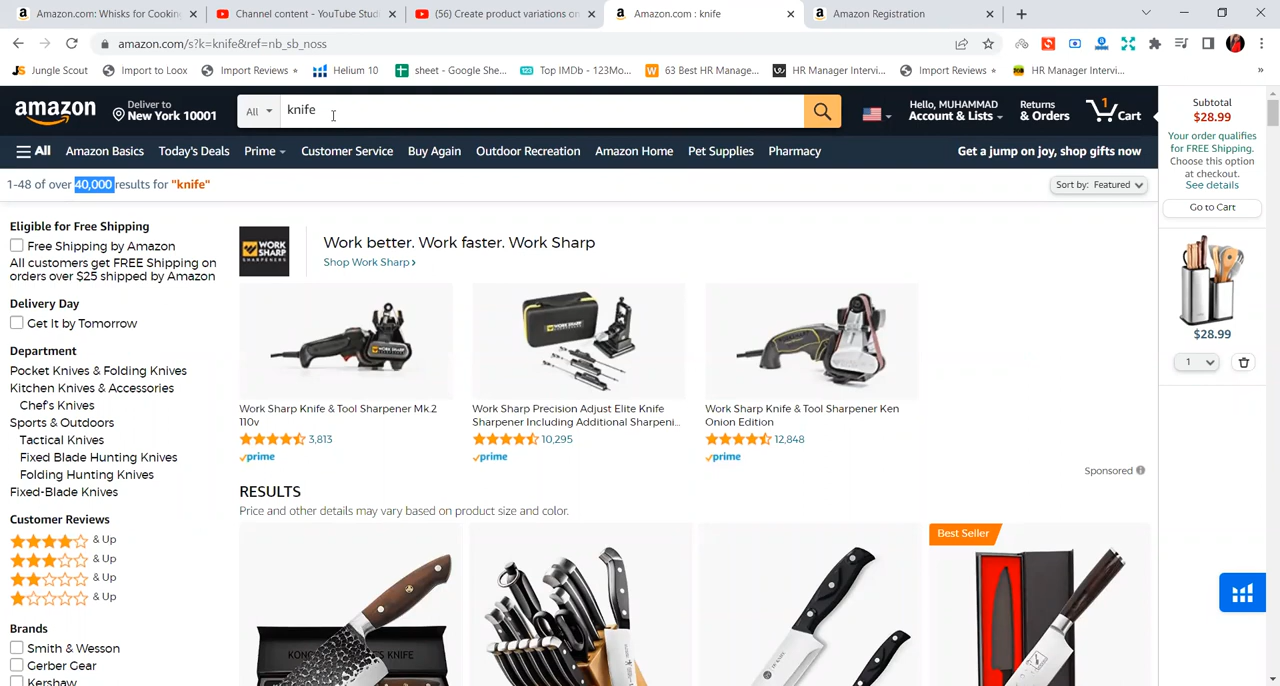 Amazon.com: Whisks for Cooking
Channel content - YouTube Studi
(56) Create product variations on
Amazon.com : knife
Amazon Registration
amazon.com/s?k=knife&ref=nb_sb_noss
JS Jungle Scout
Import to Loox
Import Reviews
Helium 10
sheet - Google She...
Top IMDb - 123Mo...
63 Best HR Manage...
HR Manager Intervi...
Import Reviews
HR Manager Intervi...
amazon
Deliver to
New York 10001
All
knife
Hello, MUHAMMAD
Account & Lists
Returns
& Orders
1
Cart
All
Amazon Basics
Today's Deals
Prime
Customer Service
Buy Again
Outdoor Recreation
Amazon Home
Pet Supplies
Pharmacy
Get a jump on joy, shop gifts now
1-48 of over 40,000 results for "knife"
Sort by: Featured
Subtotal
$28.99
Your order qualifies
for FREE Shipping.
Choose this option
at checkout.
See details
Go to Cart
$28.99
1
Eligible for Free Shipping
Free Shipping by Amazon
All customers get FREE Shipping on
orders over $25 shipped by Amazon
Delivery Day
Get It by Tomorrow
Department
Pocket Knives & Folding Knives
Kitchen Knives & Accessories
Chef's Knives
Sports & Outdoors
Tactical Knives
Fixed Blade Hunting Knives
Folding Hunting Knives
Fixed-Blade Knives
Customer Reviews
& Up
& Up
& Up
& Up
Brands
Smith & Wesson
Gerber Gear
Kershaw
WORK
SHARP
SHARPENERS
Work better. Work faster. Work Sharp
Shop Work Sharp ›
Work Sharp Knife & Tool Sharpener Mk.2
110v
3,813
prime
Work Sharp Precision Adjust Elite Knife
Sharpener Including Additional Sharpeni...
10,295
prime
Work Sharp Knife & Tool Sharpener Ken
Onion Edition
12,848
prime
Sponsored
RESULTS
Price and other details may vary based on product size and color.
Best Seller